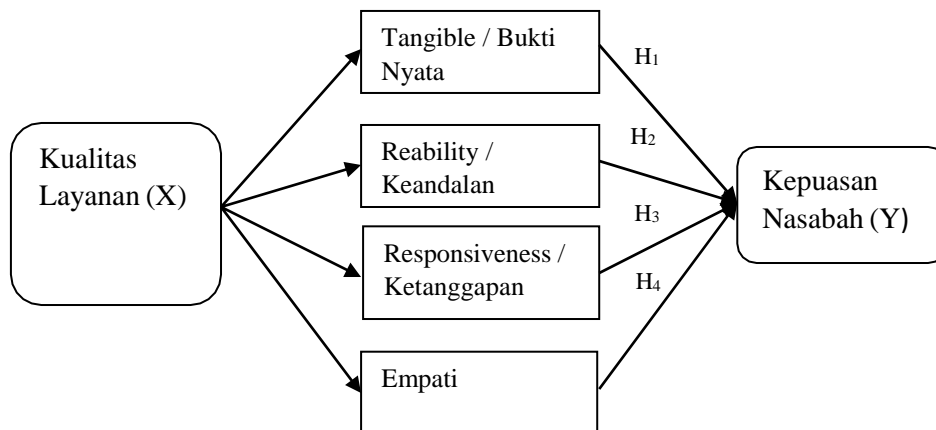 Kualitas
Layanan (X)
Tangible / Bukti
Nyata
Reability /
Keandalan
Responsiveness /
Ketanggapan
Empati
H1
H2
H3
H4
Kepuasan
Nasabah (Y)